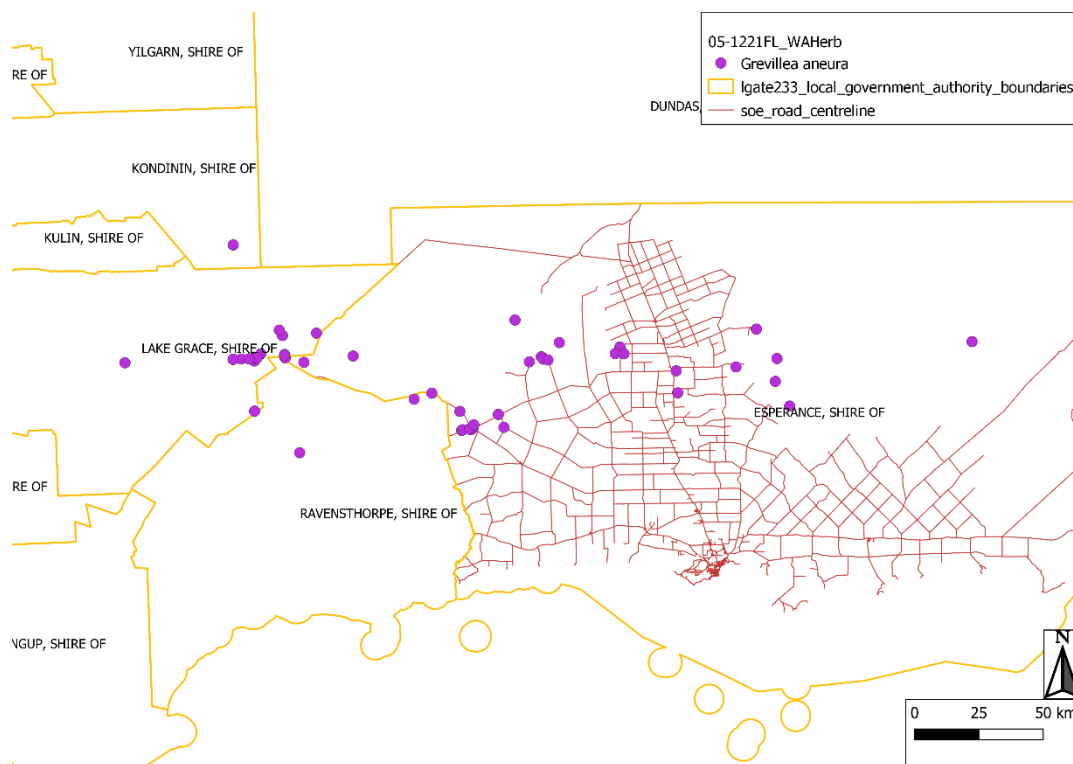 YILGARN, SHIRE OF
05-1221FL_WAHerb
Grevillea aneura
lgate233_local_government_authority_boundaries
soe_road_centreline
RE OF
DUNDAS,
KONDININ, SHIRE OF
KULIN, SHIRE OF
LAKE GRACE, SHIRE OF
ESPERANCE, SHIRE OF
RE OF
RAVENSTHORPE, SHIRE OF
NGUP, SHIRE OF
N
0 25 50 km